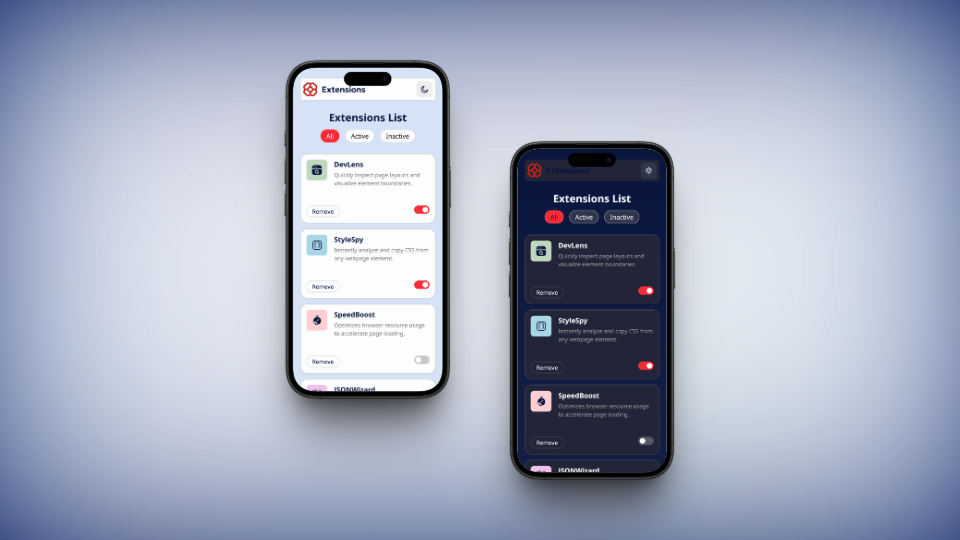 Extensions
Extensions List
All Active Inactive
DevLens
Quickly inspect page layouts and
visualize element boundaries.
Remove
StyleSpy
Instantly analyze and copy CSS from
any webpage element.
Remove
SpeedBoost
Optimizes browser resource usage
to accelerate page loading.
Remove
JSONWizard
Extensions
Extensions List
All Active Inactive
DevLens
Quickly inspect page layouts and
visualize element boundaries.
Remove
StyleSpy
Instantly analyze and copy CSS from
any webpage element.
Remove
SpeedBoost
Optimizes browser resource usage
to accelerate page loading.
Remove
JSONWizard